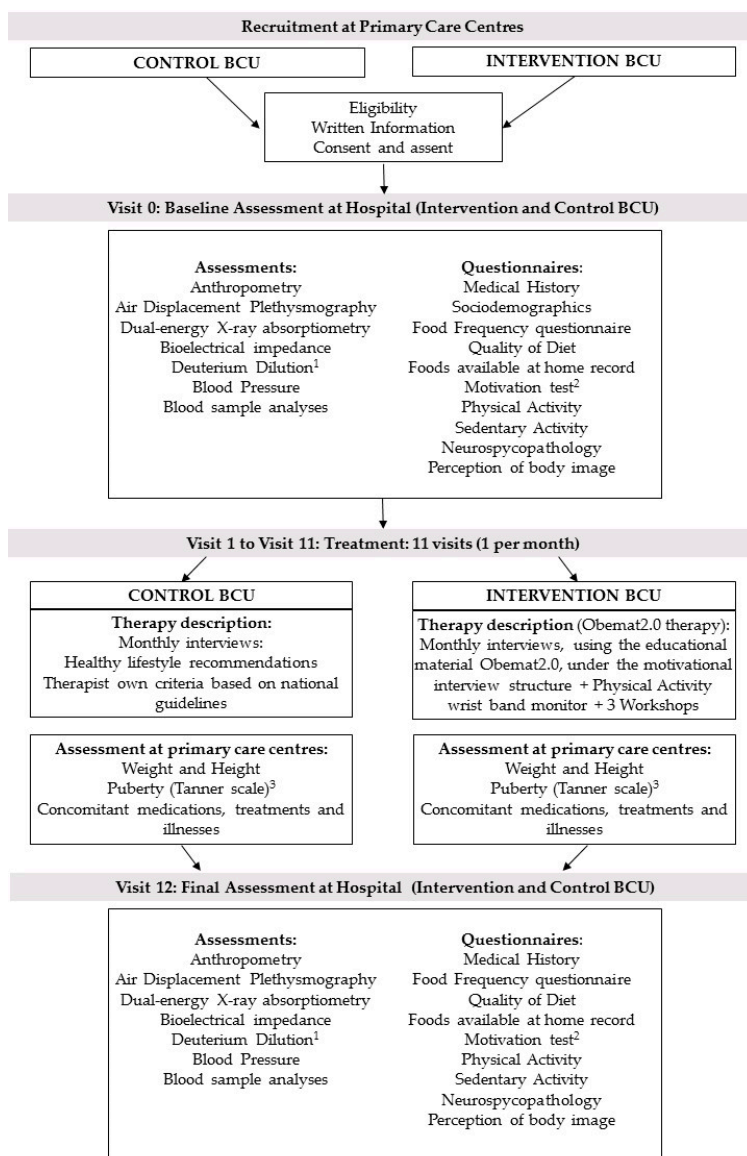 Recruitment at Primary Care Centres
CONTROL BCU
INTERVENTION BCU
Eligibility
Written Information
Consent and assent
Visit 0: Baseline Assessment at Hospital (Intervention and Control BCU)
Assessments:
Anthropometry
Air Displacement Plethysmography
Dual-energy X-ray absorptiometry
Bioelectrical impedance
Deuterium Dilution1
Blood Pressure
Blood sample analyses
Questionnaires:
Medical History
Sociodemographics
Food Frequency questionnaire
Quality of Diet
Foods available at home record
Motivation test2
Physical Activity
Sedentary Activity
Neurospycopathology
Perception of body image
Visit 1 to Visit 11: Treatment: 11 visits (1 per month)
CONTROL BCU
Therapy description:
Monthly interviews:
Healthy lifestyle recommendations
Therapist own criteria based on national
guidelines
Assessment at primary care centres:
Weight and Height
Puberty (Tanner scale)3
Concomitant medications, treatments and
illnesses
INTERVENTION BCU
Therapy description (Obemat2.0 therapy):
Monthly interviews, using the educational
material Obemat2.0, under the motivational
interview structure + Physical Activity
wrist band monitor + 3 Workshops
Assessment at primary care centres:
Weight and Height
Puberty (Tanner scale)3
Concomitant medications, treatments and
illnesses
Visit 12: Final Assessment at Hospital (Intervention and Control BCU)
Assessments:
Anthropometry
Air Displacement Plethysmography
Dual-energy X-ray absorptiometry
Bioelectrical impedance
Deuterium Dilution1
Blood Pressure
Blood sample analyses
Questionnaires:
Medical History
Food Frequency questionnaire
Quality of Diet
Foods available at home record
Motivation test2
Physical Activity
Sedentary Activity
Neurospycopathology
Perception of body image